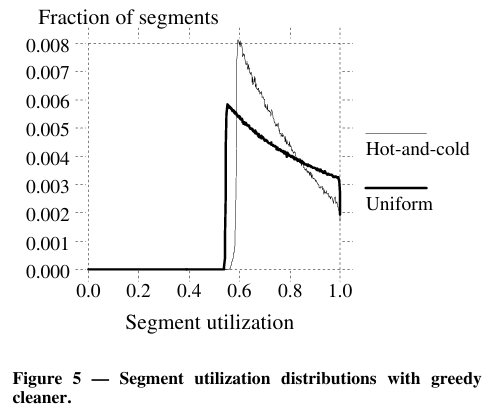 Fraction of segments
0.008
0.007
0.006
0.005
0.004
0.003
0.002
0.001
0.000
0.0 0.2 0.4 0.6 0.8 1.0
Segment utilization
Hot-and-cold
Uniform
Figure 5 — Segment utilization distributions with greedy
cleaner.